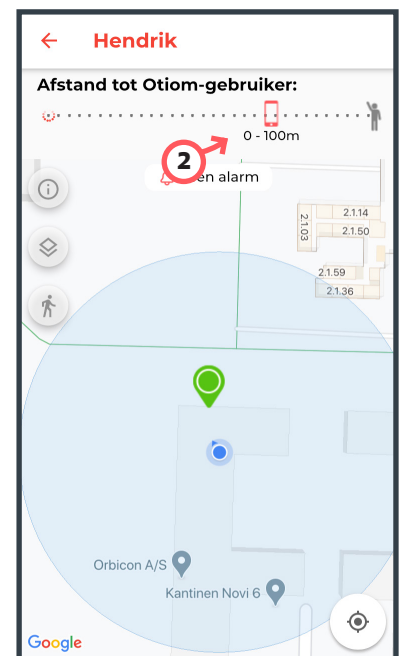 Hendrik
Afstand tot Otiom-gebruiker:
0 - 100m
2
en alarm
2.1.03
2.1.14
2.1.50
2.1.59
2.1.36
Orbicon A/S
Kantinen Novi 6
Google